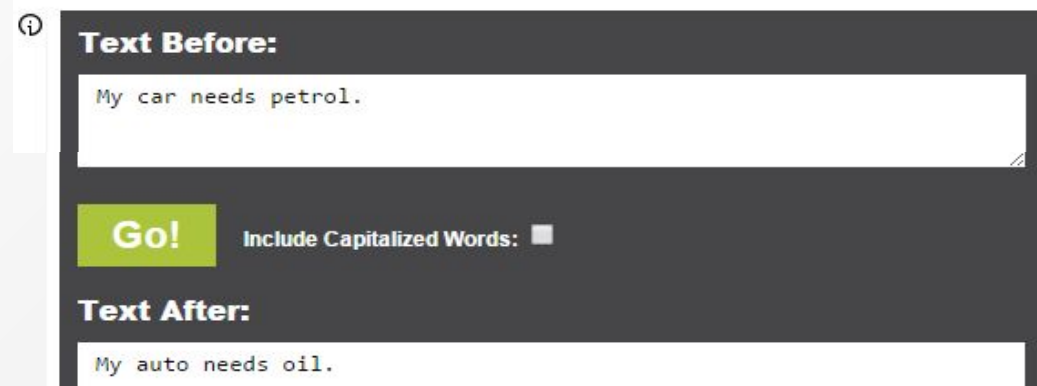 Text Before:
My car needs petrol.
Go! Include Capitalized Words:
Text After:
My auto needs oil.